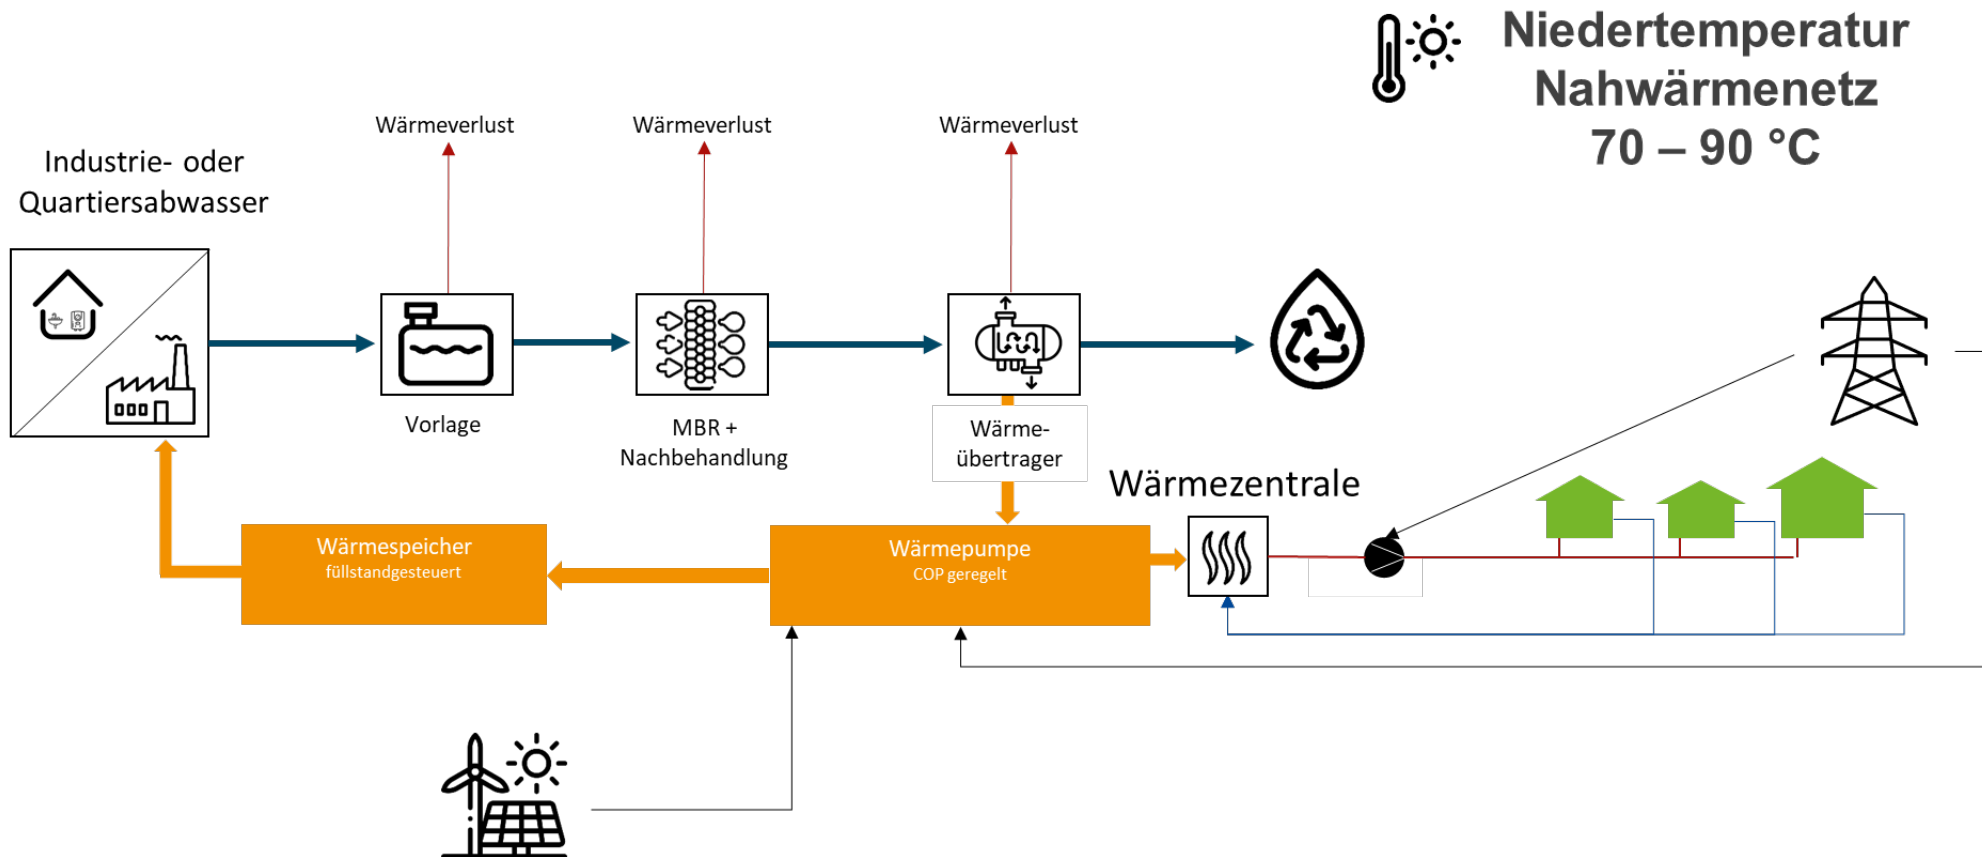 Niedertemperatur
Nahwärmenetz
70 – 90 °C
Wärmeverlust
Wärmeverlust
Wärmeverlust
Industrie- oder
Quartiersabwasser
Vorlage
MBR +
Nachbehandlung
Wärme-
übertrager
Wärmezentrale
Wärmespeicher
füllstandgesteuert
Wärmepumpe
COP geregelt